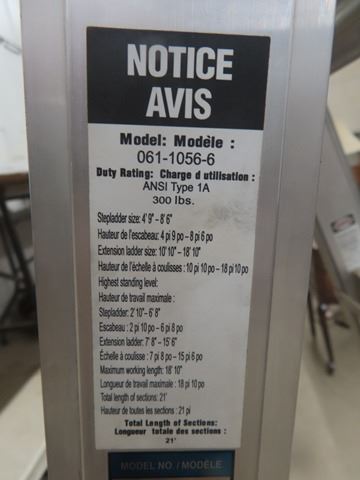 NOTICE
AVIS
Model: Modèle :
061-1056-6
Duty Rating: Charge d utilisation :
ANSI Type 1A
300 lbs.
Stepladder size: 4' 9" – 8' 6"
Hauteur de l'escabeau : 4 pi 9 po – 8 pi 6 po
Extension ladder size: 10' 10" – 18' 10"
Hauteur de l'échelle à coulisses : 10 pi 10 po – 18 pi 10 po
Highest standing level:
Hauteur de travail maximale :
Stepladder: 2' 10" – 6' 8"
Escabeau : 2 pi 10 po – 6 pi 8 po
Extension ladder: 7' 8" – 15' 6"
Échelle à coulisse : 7 pi 8 po – 15 pi 6 po
Maximum working length: 18' 10"
Longueur de travail maximale : 18 pi 10 po
Total length of sections: 21'
Hauteur de toutes les sections : 21 pi
Total Length of Sections:
Longueur totale des sections :
21'
MODEL NO. / MODÈLE